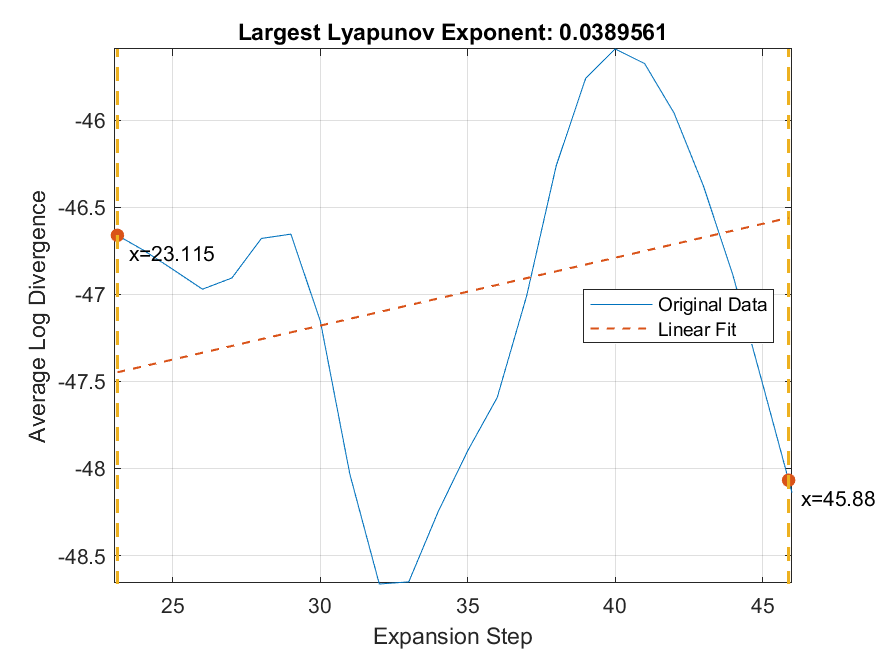 Largest Lyapunov Exponent: 0.0389561
-46
-46.5
-47
-47.5
-48
-48.5
Average Log Divergence
x=23.115
Original Data
Linear Fit
x=45.88
25
30
35
40
45
Expansion Step